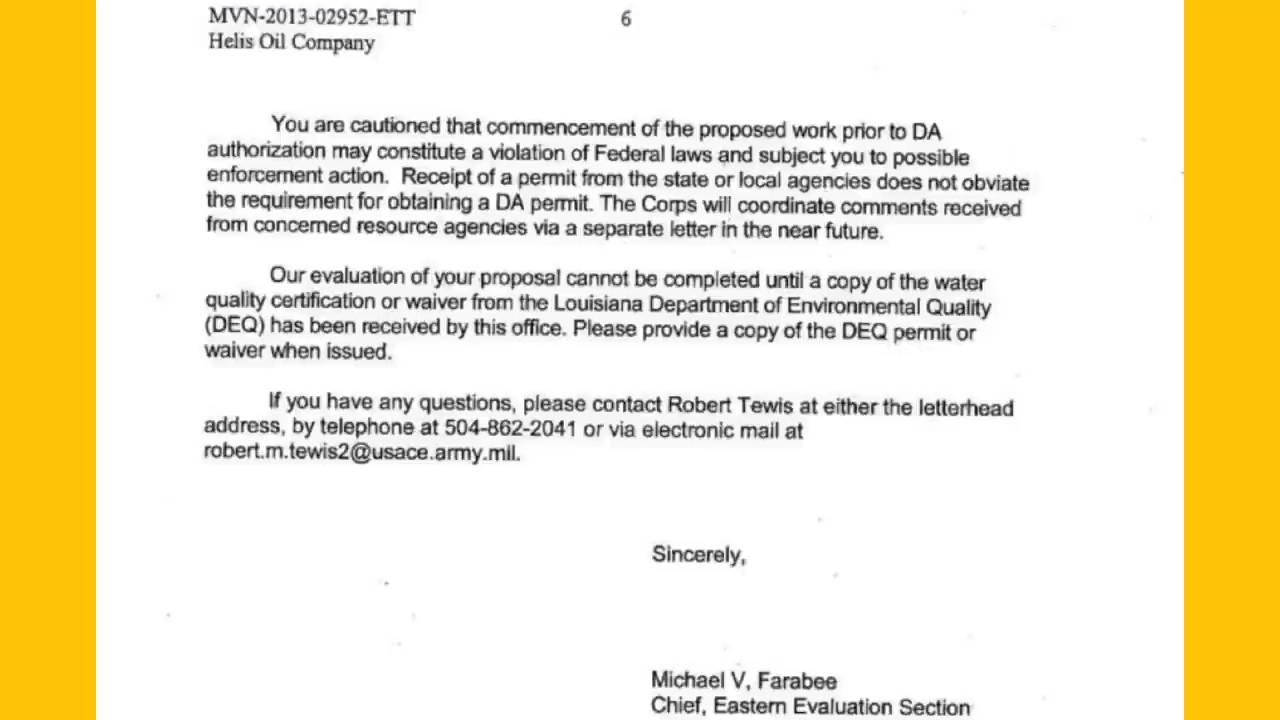 MVN-2013-02952-ETT
6
Helis Oil Company
You are cautioned that commencement of the proposed work prior to DA
authorization may constitute a violation of Federal laws and subject you to possible
enforcement action. Receipt of a permit from the state or local agencies does not obviate
the requirement for obtaining a DA permit. The Corps will coordinate comments received
from concerned resource agencies via a separate letter in the near future.
Our evaluation of your proposal cannot be completed until a copy of the water
quality certification or waiver from the Louisiana Department of Environmental Quality
(DEQ) has been received by this office. Please provide a copy of the DEQ permit or
waiver when issued.
If you have any questions, please contact Robert Tewis at either the letterhead
address, by telephone at 504-862-2041 or via electronic mail at
robert.m.tewis2@usace.army.mil.
Sincerely,
Michael V, Farabee
Chief, Eastern Evaluation Section